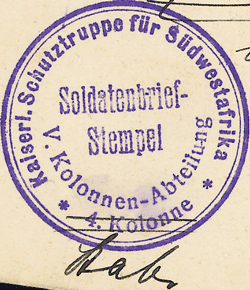 Kaiserl. Schutztruppe für Südwestafrika
Soldatenbrief-
Stempel
V. Kolonnen-Abteilung
* 4. Kolonne *